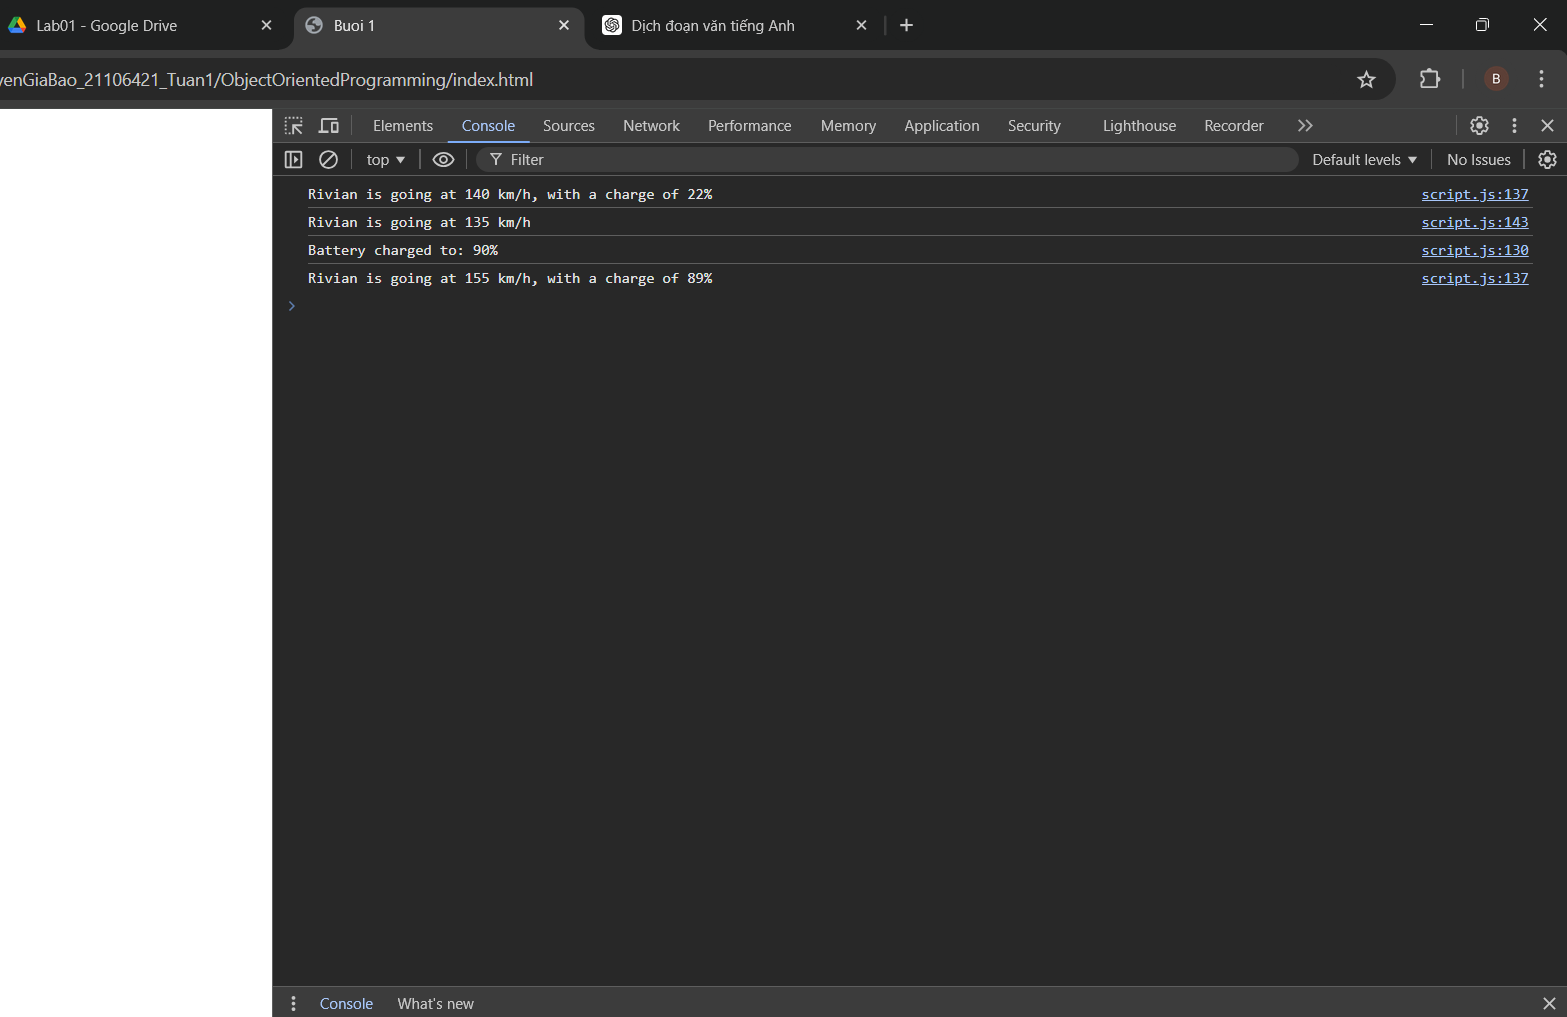 Lab01 - Google Drive
Buoi 1
Dịch đoạn văn tiếng Anh
yenGiaBao_21106421_Tuan1/ObjectOrientedProgramming/index.html
B
Elements Console Sources Network Performance Memory Application Security Lighthouse Recorder
top Filter Default levels No Issues
Rivian is going at 140 km/h, with a charge of 22% script.js:137
Rivian is going at 135 km/h script.js:143
Battery charged to: 90% script.js:130
Rivian is going at 155 km/h, with a charge of 89% script.js:137
Console What's new